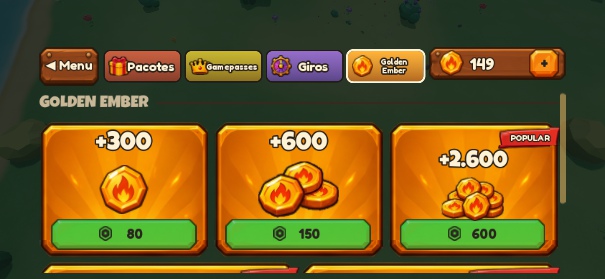 Menu
Pacotes
Gamepasses
Giros
Golden
Ember
149
+
GOLDEN EMBER
+300
+600
POPULAR
+2.600
80
150
600